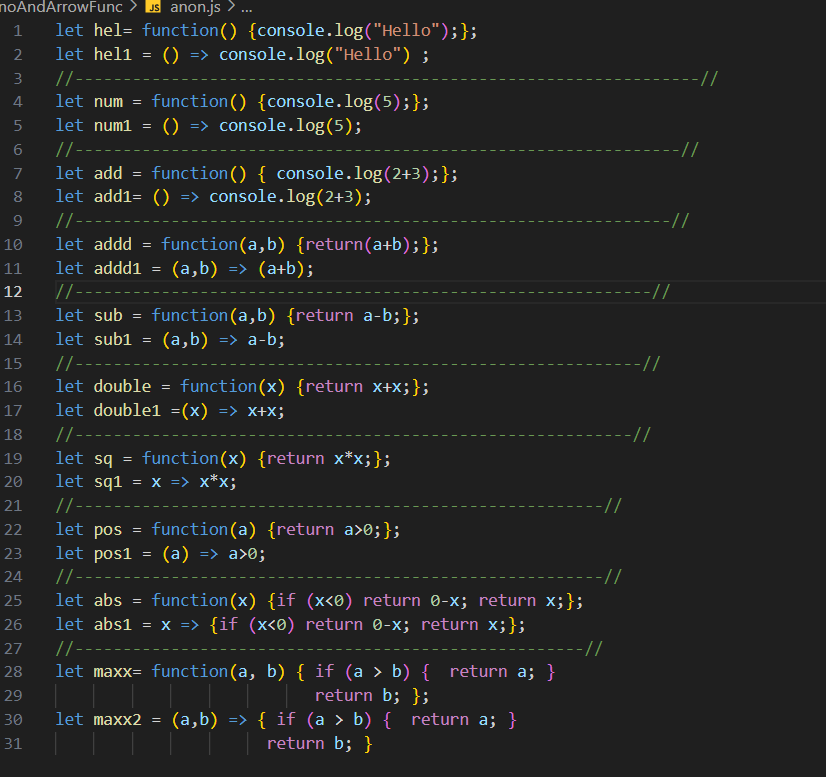 noAndArrowFunc > JS anon.js > ...
1 let hel= function() {console.log("Hello");};
2 let hel1 = () => console.log("Hello") ;
3 //-----------------------------------------------------------------//
4 let num = function() {console.log(5);};
5 let num1 = () => console.log(5);
6 //---------------------------------------------------------------//
7 let add = function() { console.log(2+3);};
8 let add1= () => console.log(2+3);
9 //--------------------------------------------------------------//
10 let addd = function(a,b) {return(a+b);};
11 let addd1 = (a,b) => (a+b);
12 //------------------------------------------------------------//
13 let sub = function(a,b) {return a-b;};
14 let sub1 = (a,b) => a-b;
15 //-----------------------------------------------------------//
16 let double = function(x) {return x+x;};
17 let double1 =(x) => x+x;
18 //----------------------------------------------------------//
19 let sq = function(x) {return x*x;};
20 let sq1 = x => x*x;
21 //-------------------------------------------------------//
22 let pos = function(a) {return a>0;};
23 let pos1 = (a) => a>0;
24 //-------------------------------------------------------//
25 let abs = function(x) {if (x<0) return 0-x; return x;};
26 let abs1 = x => {if (x<0) return 0-x; return x;};
27 //-----------------------------------------------------//
28 let maxx= function(a, b) { if (a > b) {  return a; }
29                            return b; };
30 let maxx2 = (a,b) => { if (a > b) {  return a; }
31                       return b; }